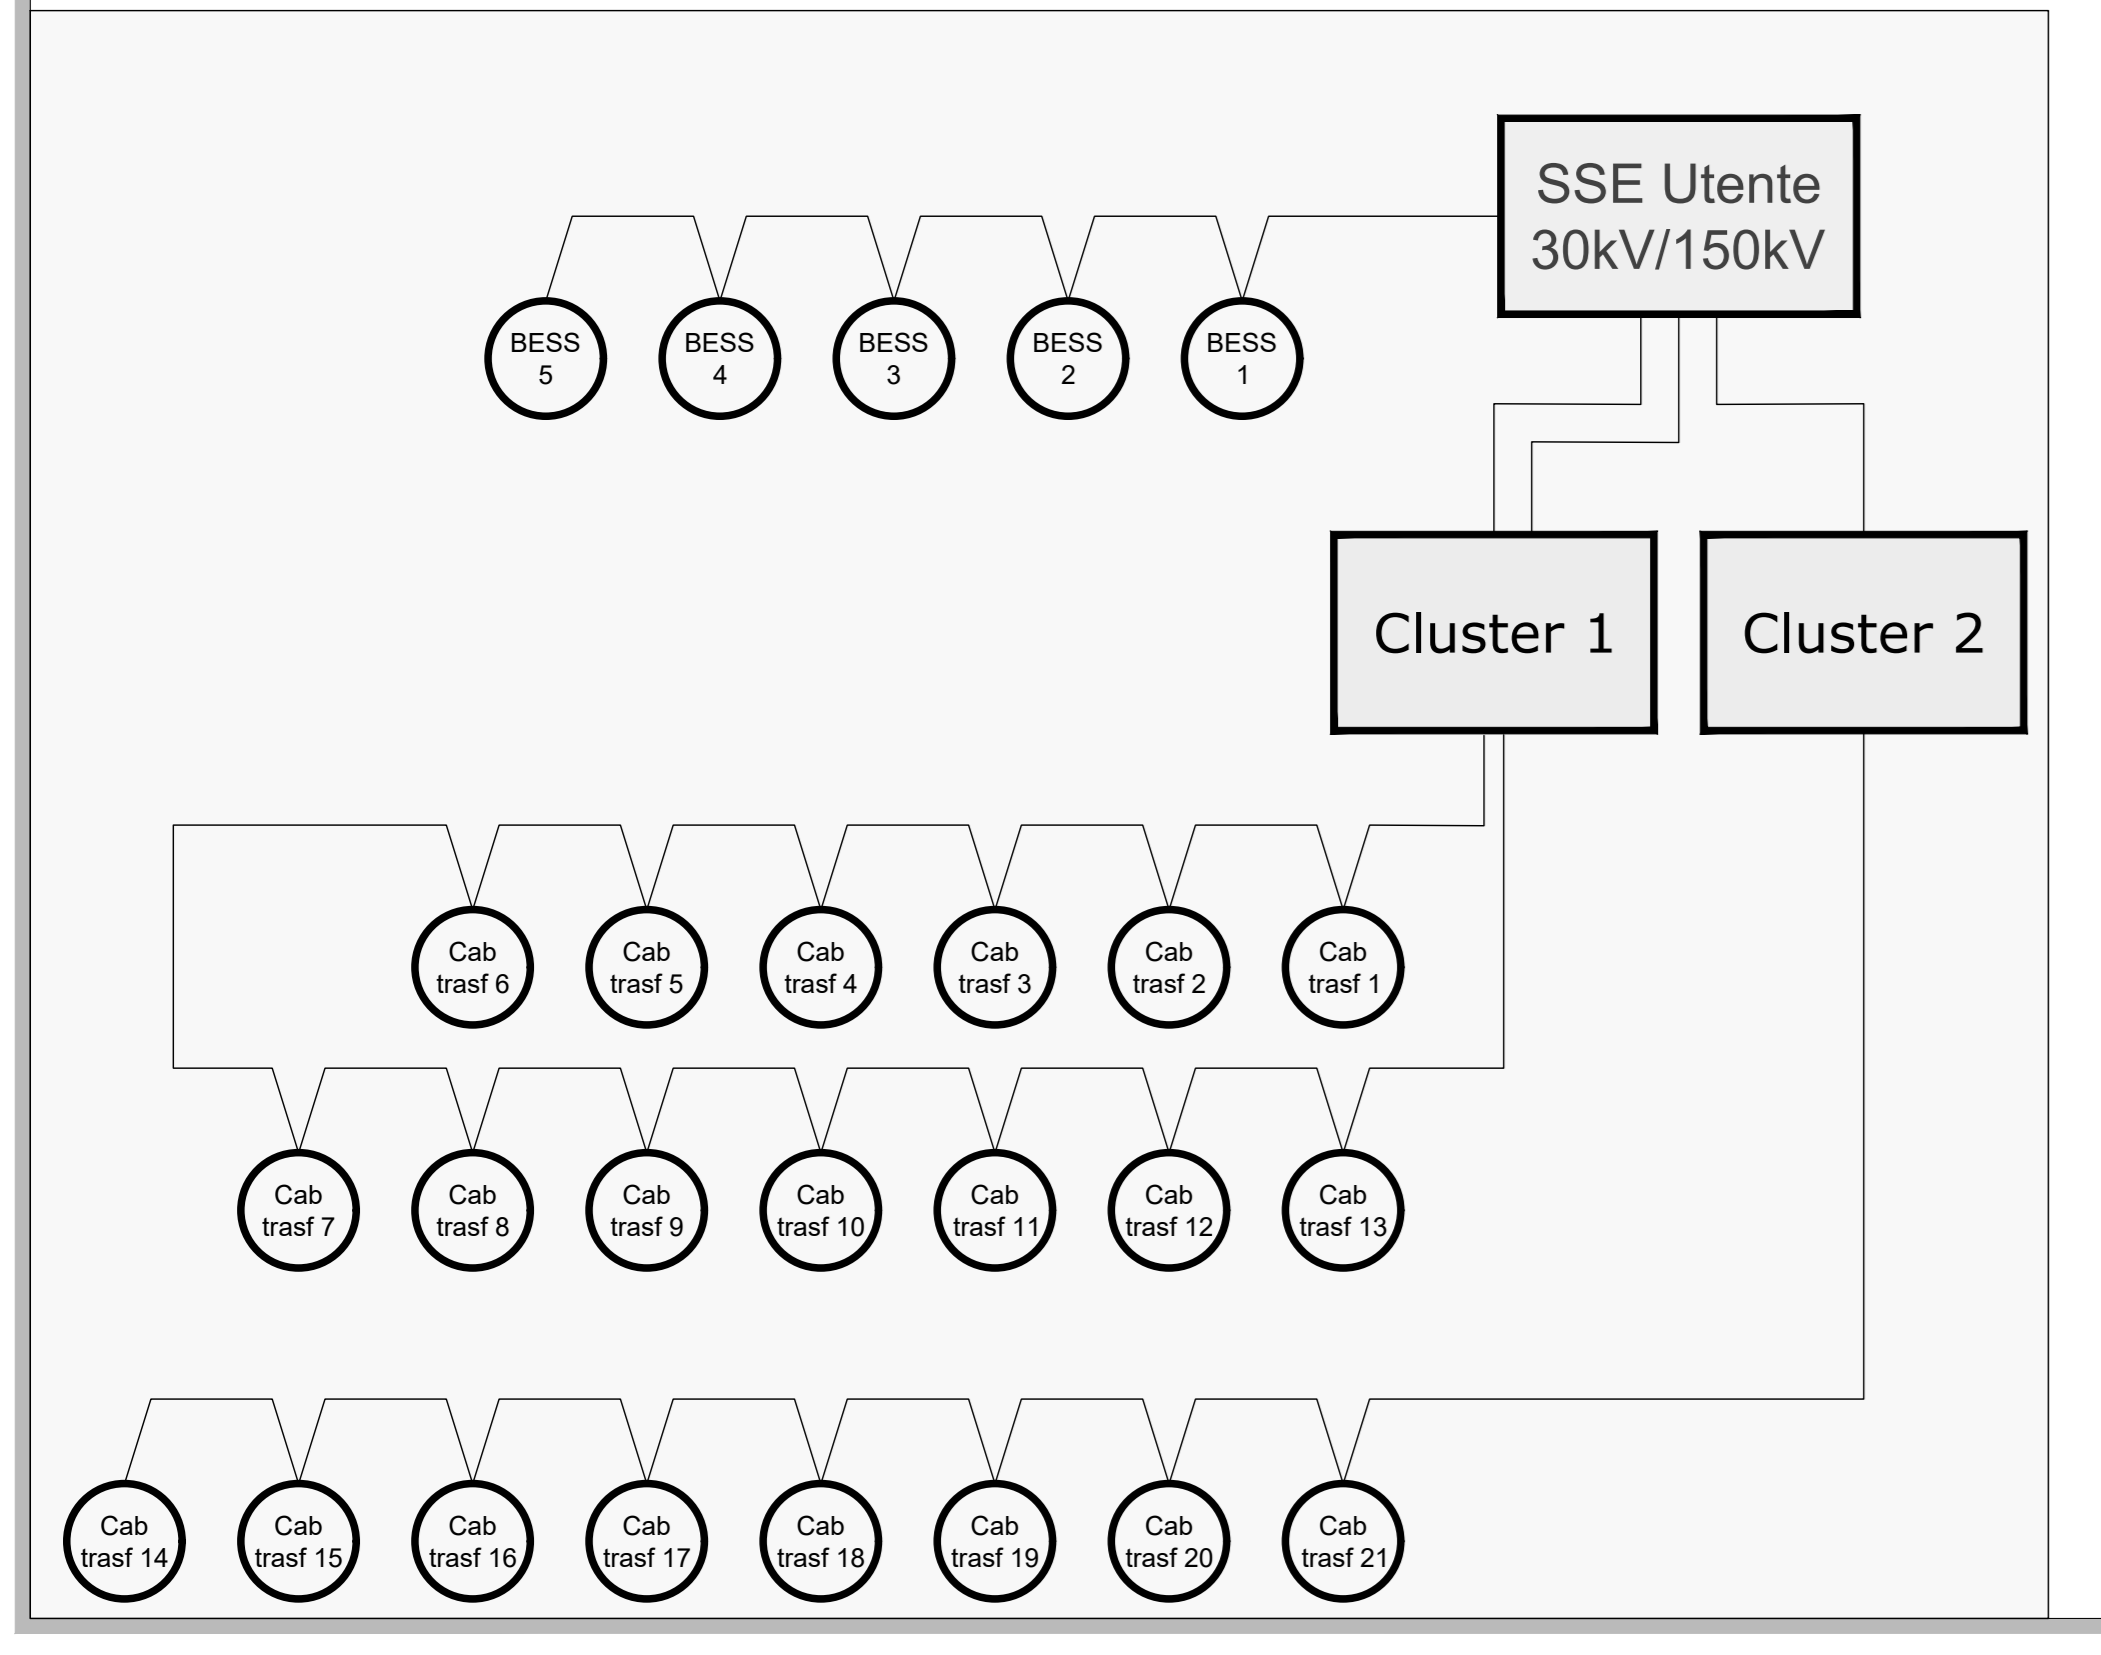 SSE Utente
30kV/150kV
BESS
5
BESS
4
BESS
3
BESS
2
BESS
1
Cluster 1
Cluster 2
Cab
trasf 6
Cab
trasf 5
Cab
trasf 4
Cab
trasf 3
Cab
trasf 2
Cab
trasf 1
Cab
trasf 7
Cab
trasf 8
Cab
trasf 9
Cab
trasf 10
Cab
trasf 11
Cab
trasf 12
Cab
trasf 13
Cab
trasf 14
Cab
trasf 15
Cab
trasf 16
Cab
trasf 17
Cab
trasf 18
Cab
trasf 19
Cab
trasf 20
Cab
trasf 21